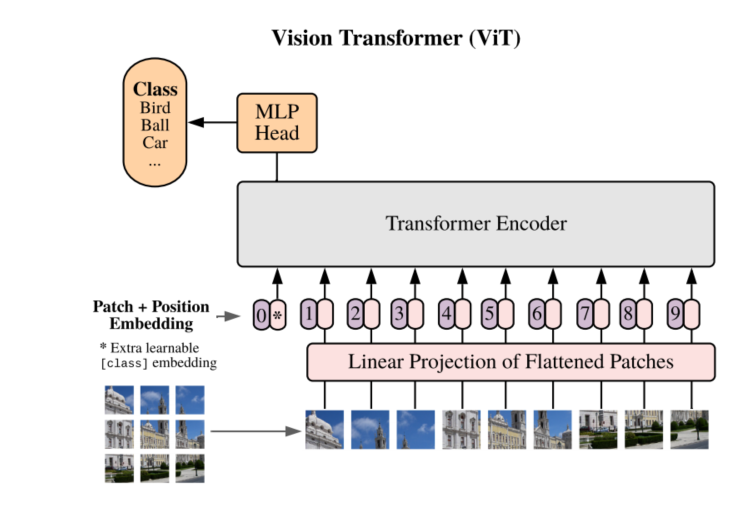 Vision Transformer (ViT)
Class
Bird
Ball
Car
...
MLP
Head
Transformer Encoder
Patch + Position
Embedding
0 * 1 2 3 4 5 6 7 8 9
* Extra learnable
[class] embedding
Linear Projection of Flattened Patches